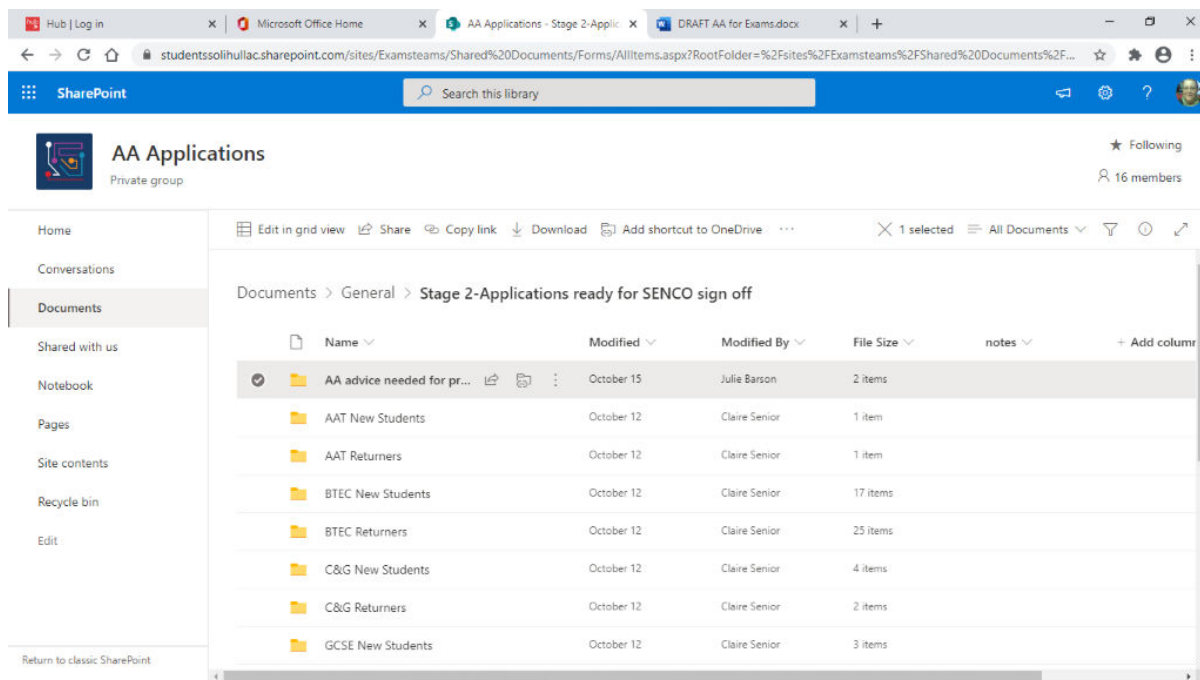 Hub | Log in
Microsoft Office Home
AA Applications - Stage 2-Applic
DRAFT AA for Exams.docx
studentssolihullac.sharepoint.com/sites/Examsteams/Shared%20Documents/Forms/AllItems.aspx?RootFolder=%2Fsites%2FExamsteams%2FShared%20Documents%2F...
SharePoint
Search this library
AA Applications
Private group
Following
16 members
Edit in grid view Share Copy link Download Add shortcut to OneDrive ... 1 selected All Documents
Home
Conversations
Documents
Shared with us
Notebook
Pages
Site contents
Recycle bin
Edit
Return to classic SharePoint
Documents > General > Stage 2-Applications ready for SENCO sign off
Name Modified Modified By File Size notes + Add column
AA advice needed for pr... October 15 Julie Barson 2 items
AAT New Students October 12 Claire Senior 1 item
AAT Returners October 12 Claire Senior 1 item
BTEC New Students October 12 Claire Senior 17 items
BTEC Returners October 12 Claire Senior 25 items
C&G New Students October 12 Claire Senior 4 items
C&G Returners October 12 Claire Senior 2 items
GCSE New Students October 12 Claire Senior 3 items